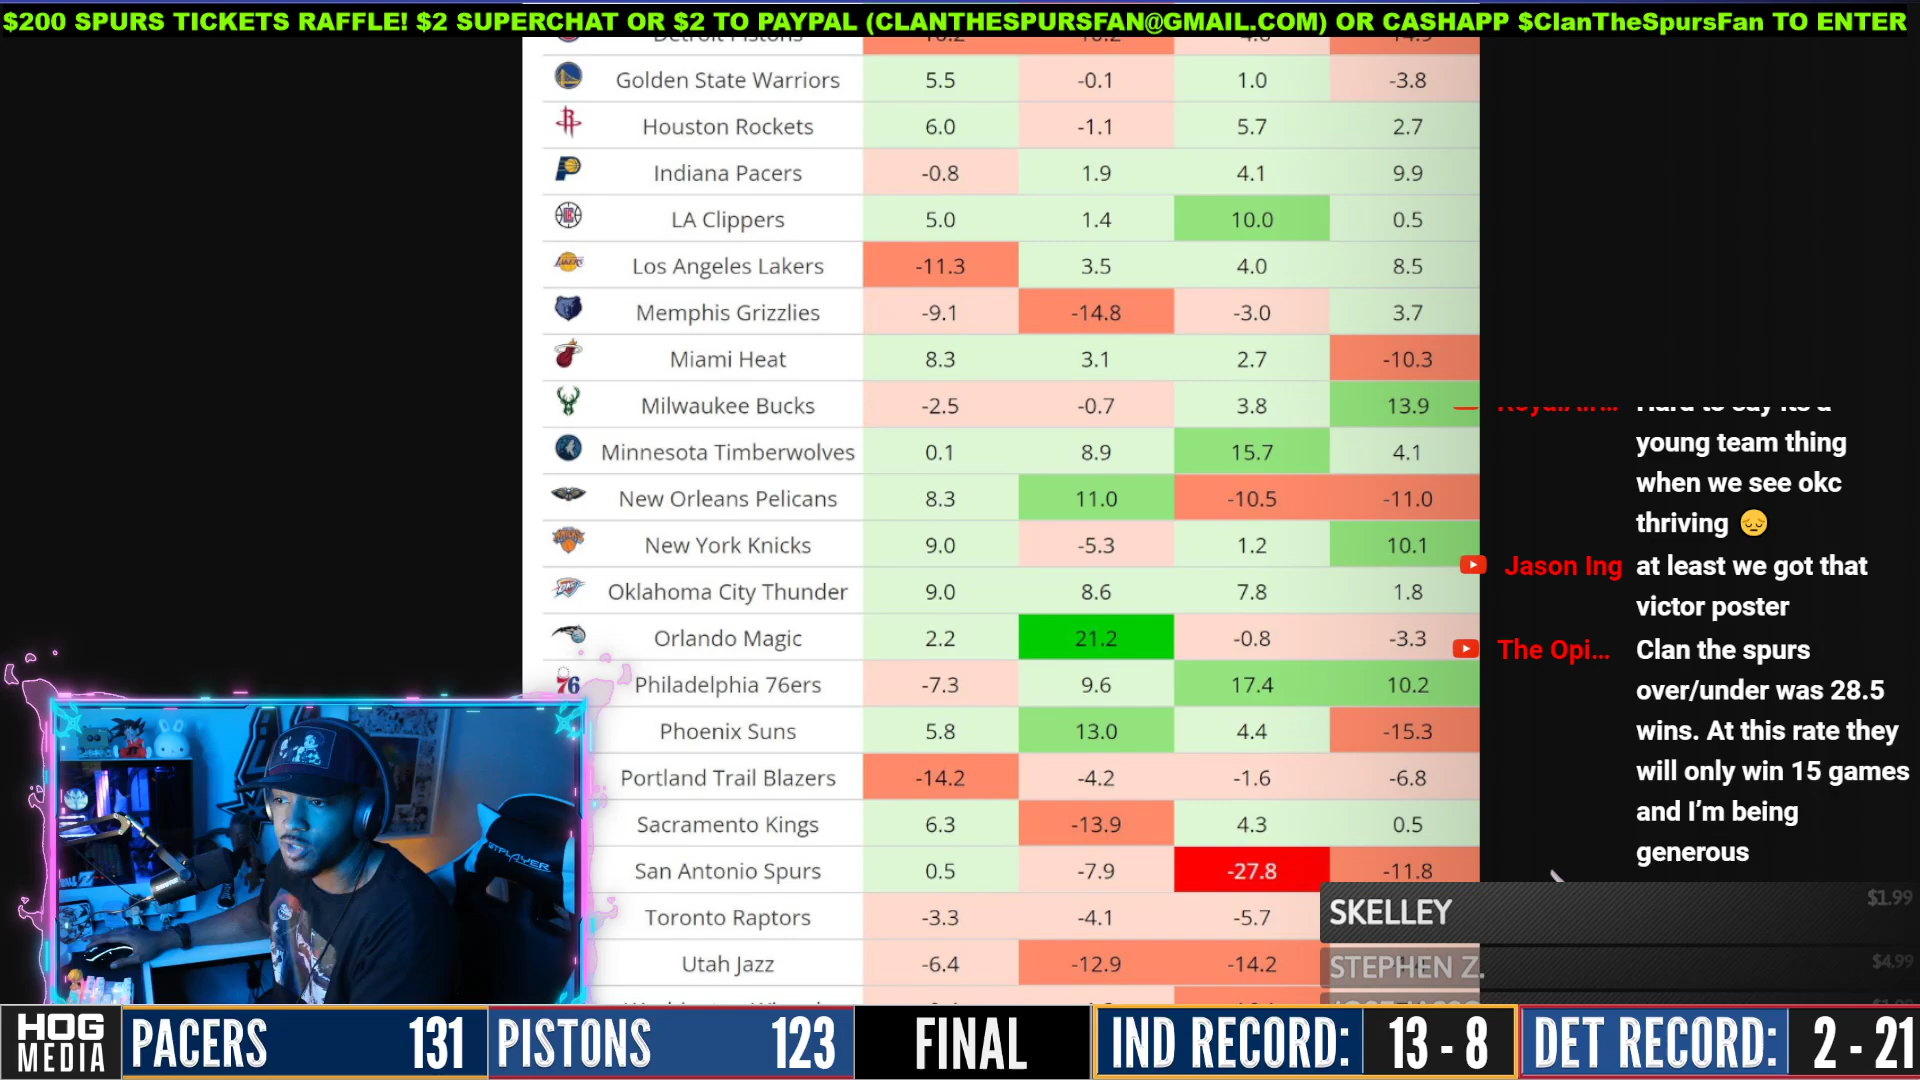 $200 SPURS TICKETS RAFFLE! $2 SUPERCHAT OR $2 TO PAYPAL (CLANTHESPURSFAN@GMAIL.COM) OR CASHAPP $ClanTheSpursFan TO ENTER
Detroit Pistons
Golden State Warriors 5.5 -0.1 1.0 -3.8
Houston Rockets 6.0 -1.1 5.7 2.7
Indiana Pacers -0.8 1.9 4.1 9.9
LA Clippers 5.0 1.4 10.0 0.5
Los Angeles Lakers -11.3 3.5 4.0 8.5
Memphis Grizzlies -9.1 -14.8 -3.0 3.7
Miami Heat 8.3 3.1 2.7 -10.3
Milwaukee Bucks -2.5 -0.7 3.8 13.9
Minnesota Timberwolves 0.1 8.9 15.7 4.1
New Orleans Pelicans 8.3 11.0 -10.5 -11.0
New York Knicks 9.0 -5.3 1.2 10.1
Oklahoma City Thunder 9.0 8.6 7.8 1.8
Orlando Magic 2.2 21.2 -0.8 -3.3
76 Philadelphia 76ers -7.3 9.6 17.4 10.2
Phoenix Suns 5.8 13.0 4.4 -15.3
Portland Trail Blazers -14.2 -4.2 -1.6 -6.8
Sacramento Kings 6.3 -13.9 4.3 0.5
San Antonio Spurs 0.5 -7.9 -27.8 -11.8
Toronto Raptors -3.3 -4.1 -5.7
Utah Jazz -6.4 -12.9 -14.2
Hard to say its a
young team thing
when we see okc
thriving 😔
Jason Ing at least we got that
victor poster
The Opi... Clan the spurs
over/under was 28.5
wins. At this rate they
will only win 15 games
and I'm being
generous
SKELLEY $1.99
STEPHEN Z. $4.99
HOG
MEDIA
PACERS 131 PISTONS 123 FINAL IND RECORD: 13 - 8 DET RECORD: 2 - 21